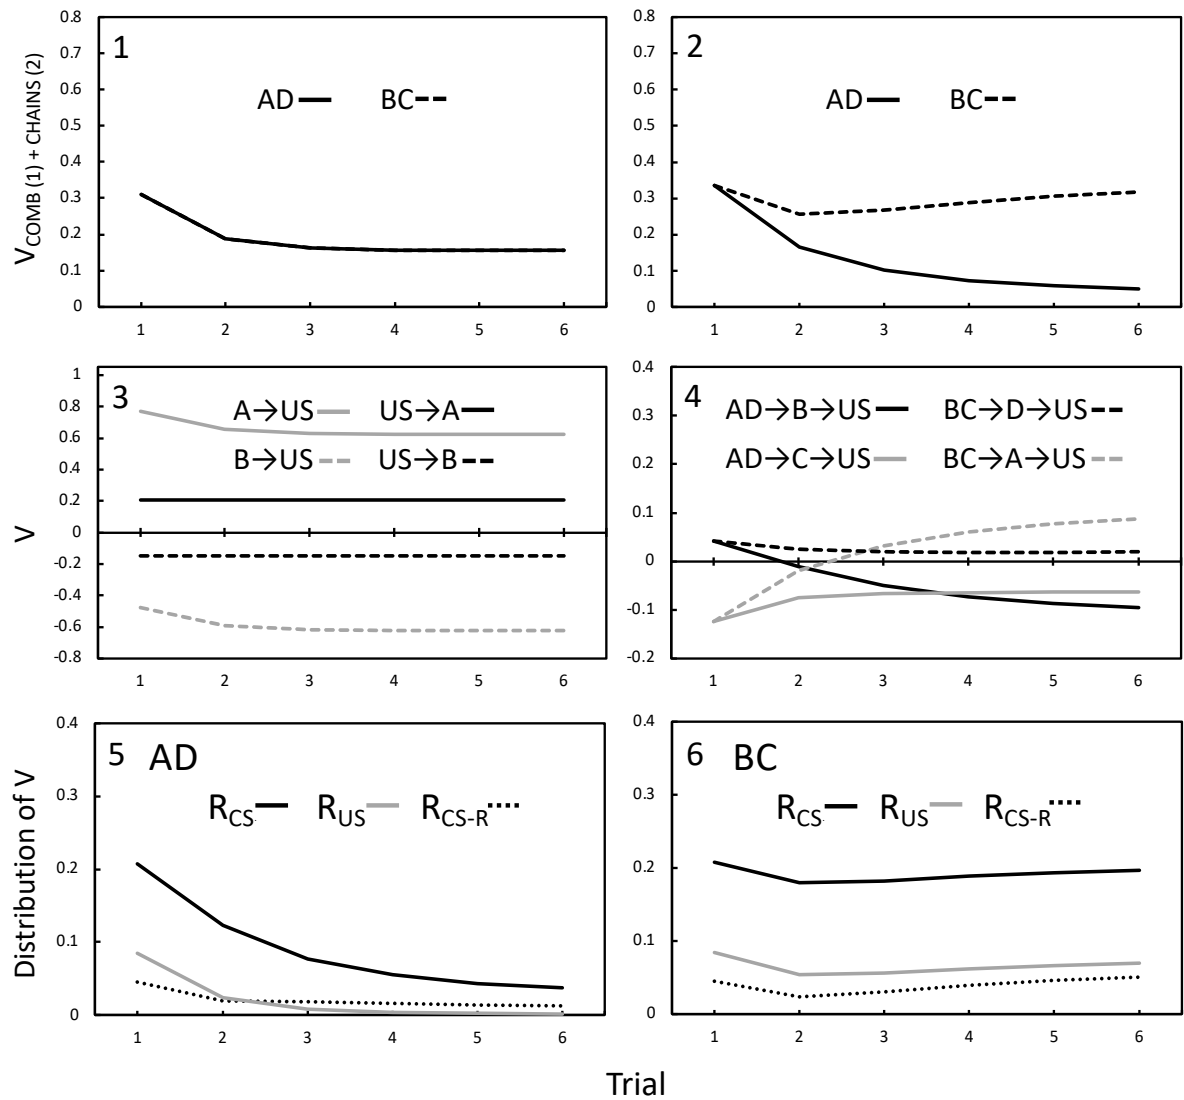 1
AD BC
V COMB (1) + CHAINS (2)
0.8
0.7
0.6
0.5
0.4
0.3
0.2
0.1
0
1 2 3 4 5 6
2
AD BC
0.8
0.7
0.6
0.5
0.4
0.3
0.2
0.1
0
1 2 3 4 5 6
3
A→US US→A
B→US US→B
V
1
0.8
0.6
0.4
0.2
0
-0.2
-0.4
-0.6
-0.8
1 2 3 4 5 6
4
AD→B→US BC→D→US
AD→C→US BC→A→US
0.4
0.3
0.2
0.1
0
-0.1
-0.2
1 2 3 4 5 6
5 AD
R CS R US R CS-R
Distribution of V
0.4
0.3
0.2
0.1
0
1 2 3 4 5 6
6 BC
R CS R US R CS-R
0.4
0.3
0.2
0.1
0
1 2 3 4 5 6
Trial